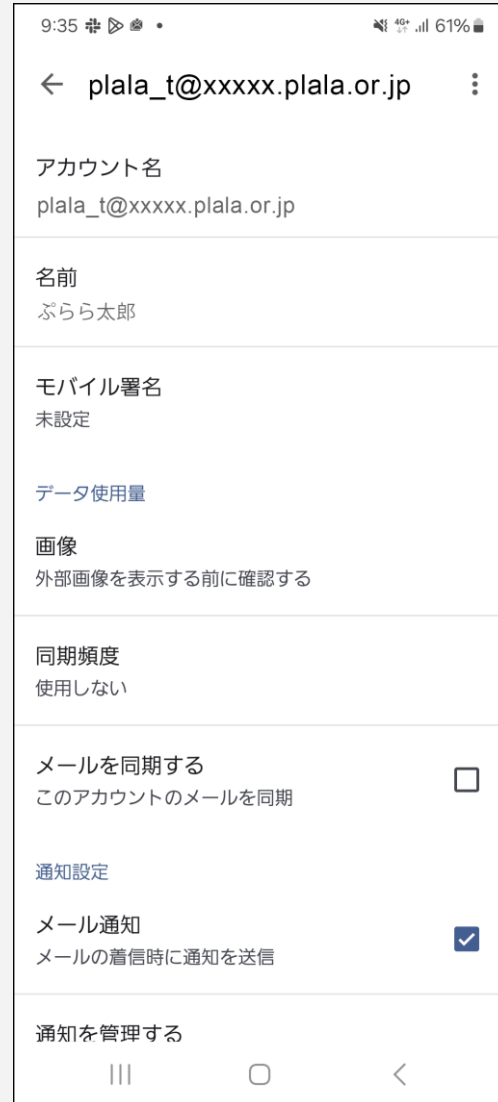 9:35
4G+ 61%
plala_t@xxxxx.plala.or.jp
アカウント名
plala_t@xxxxx.plala.or.jp
名前
ぷらら太郎
モバイル署名
未設定
データ使用量
画像
外部画像を表示する前に確認する
同期頻度
使用しない
メールを同期する
このアカウントのメールを同期
通知設定
メール通知
メールの着信時に通知を送信
通知を管理する